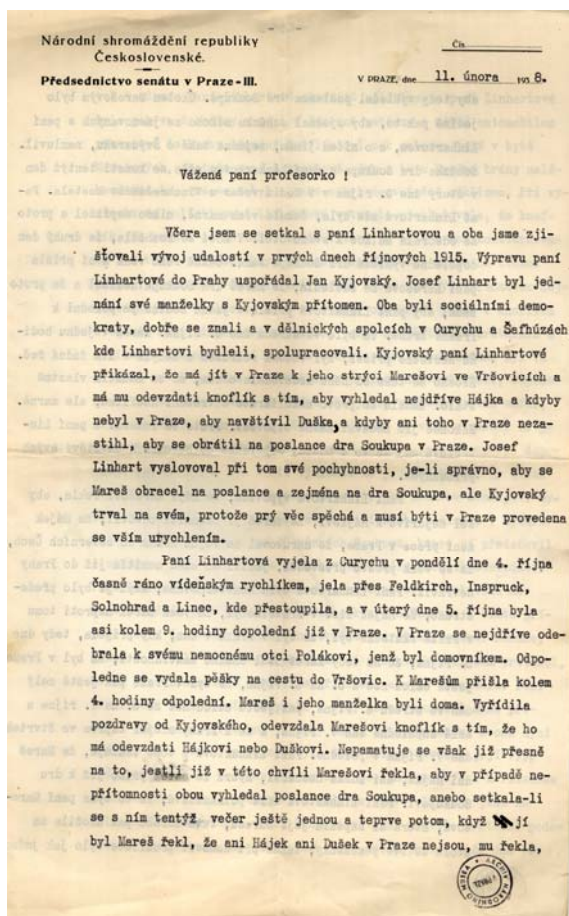 Národní shromáždění republiky
Československé.
Předsednictvo senátu v Praze-III.
Čís.
V PRAZE, dne 11. února 1938.
Vážená paní profesorko !
Včera jsem se setkal s paní Linhartovou a oba jsme zji-
šťovali vývoj událostí v prvých dnech říjnových 1915. Výpravu paní
Linhartové do Prahy uspořádal Jan Kyjovský. Josef Linhart byl jed-
nání své manželky s Kyjovským přítomen. Oba byli sociálními demo-
kraty, dobře se znali a v dělnických spolcích v Curychu a Šafhúzách
kde Linhartovi bydleli, spolupracovali. Kyjovský paní Linhartové
přikázal, že má jít v Praze k jeho strýci Marešovi ve Vršovicích a
má mu odevzdati knoflík s tím, aby vyhledal nejdříve Hájka a kdyby
nebyl v Praze, aby navštívil Duška, a kdyby ani toho v Praze neza-
stihl, aby se obrátil na poslance dra Soukupa v Praze. Josef
Linhart vyslovoval při tom své pochybnosti, je-li správno, aby se
Mareš obracel na poslance a zejména na dra Soukupa, ale Kyjovský
trval na svém, protože prý věc spěchá a musí býti v Praze provedena
se vším urychlením.
Paní Linhartová vyjela z Curychu v pondělí dne 4. října
časně ráno vídeňským rychlíkem, jela přes Feldkirch, Inspruck,
Solnohrad a Linec, kde přestoupila, a v úterý dne 5. října byla
asi kolem 9. hodiny dopolední již v Praze. V Praze se nejdříve ode-
brala k svému nemocnému otci Polákovi, jenž byl domovníkem. Odpo-
ledne se vydala pěšky na cestu do Vršovic. K Marešům přišla kolem
4. hodiny odpolední. Mareš i jeho manželka byli doma. Vyřídila
pozdravy od Kyjovského, odevzdala Marešovi knoflík s tím, že ho
má odevzdati Hájkovi nebo Duškovi. Nepamatuje se však již přesně
na to, jestli již v této chvíli Marešovi řekla, aby v případě ne-
přítomnosti obou vyhledal poslance dra Soukupa, anebo setkala-li
se s ním tentýž večer ještě jednou a teprve potom, když jí
byl Mareš řekl, že ani Hájek ani Dušek v Praze nejsou, mu řekla,
ARCHIV NÁRODNÍHO MUSEA
V PRAZE